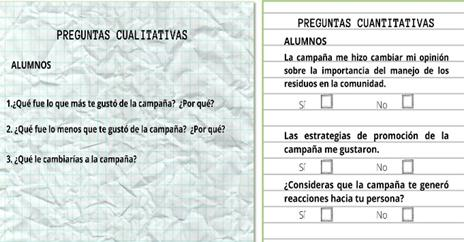 PREGUNTAS CUALITATIVAS
ALUMNOS
1.¿Qué fue lo que más te gustó de la campaña? ¿Por qué?
2. ¿Qué fue lo menos que te gustó de la campaña? ¿Por qué?
3. ¿Qué le cambiarías a la campaña?
PREGUNTAS CUANTITATIVAS
ALUMNOS
La campaña me hizo cambiar mi opinión
sobre la importancia del manejo de los
residuos en la comunidad.
Sí No
Las estrategias de promoción de la
campaña me gustaron.
Sí No
¿Consideras que la campaña te generó
reacciones hacia tu persona?
Sí No